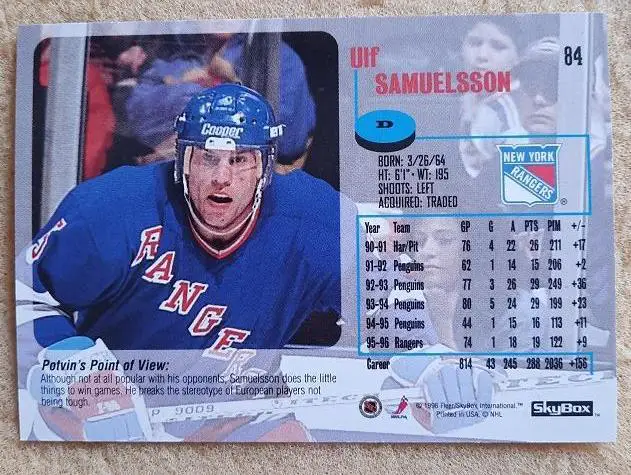 Ulf
SAMUELSSON
84
D
Cooper
RANGE
5
BORN: 3/26/64
HT: 6'1" • WT: 195
SHOOTS: LEFT
ACQUIRED: TRADED
NEW YORK
RANGERS
®
Year Team GP G A PTS PIM +/-
90-91 Har/Pit 76 4 22 26 211 +17
91-92 Penguins 62 1 14 15 206 +2
92-93 Penguins 77 3 26 29 249 +36
93-94 Penguins 80 5 24 29 199 +23
94-95 Penguins 44 1 15 16 113 +11
95-96 Rangers 74 1 18 19 122 +9
Career 814 43 245 288 2036 +156
Potvin's Point of View:
Although not at all popular with his opponents, Samuelsson does the little
things to win games. He breaks the stereotype of European players not
being tough.
NHL
NHLPA
© 1996 Fleer/SkyBox International.™
Printed in USA. © NHL
SkyBox™